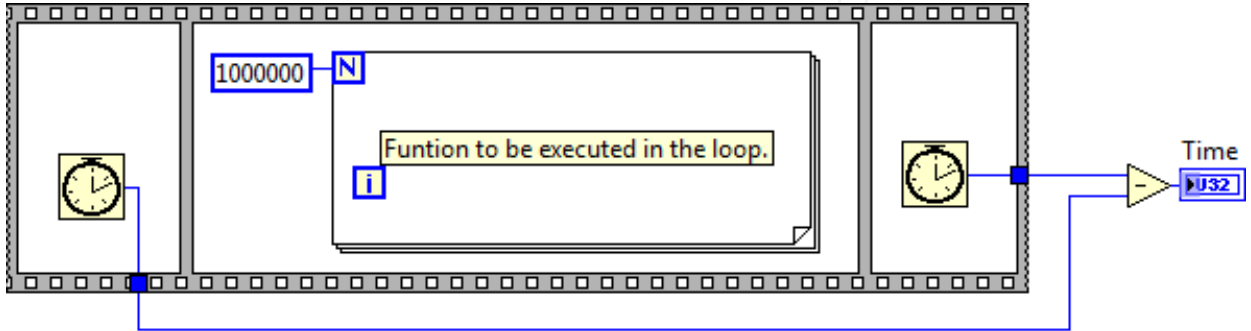 1000000
N
Funtion to be executed in the loop.
i
Time
-
U32